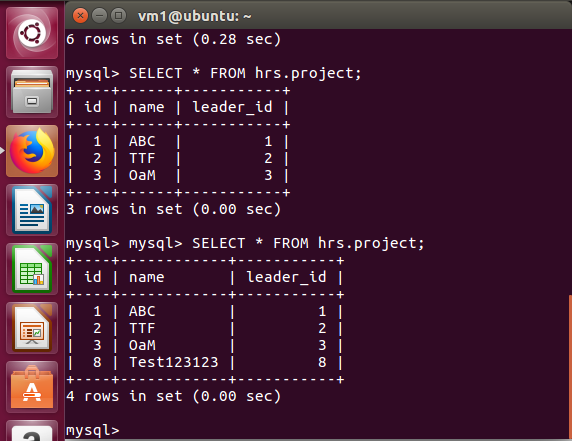 vm1@ubuntu: ~
6 rows in set (0.28 sec)
mysql> SELECT * FROM hrs.project;
+----+------+-----------+
| id | name | leader_id |
+----+------+-----------+
|  1 | ABC  |         1 |
|  2 | TTF  |         2 |
|  3 | OaM  |         3 |
+----+------+-----------+
3 rows in set (0.00 sec)
mysql> mysql> SELECT * FROM hrs.project;
+----+------------+-----------+
| id | name       | leader_id |
+----+------------+-----------+
|  1 | ABC        |         1 |
|  2 | TTF        |         2 |
|  3 | OaM        |         3 |
|  8 | Test123123 |         8 |
+----+------------+-----------+
4 rows in set (0.00 sec)
mysql>